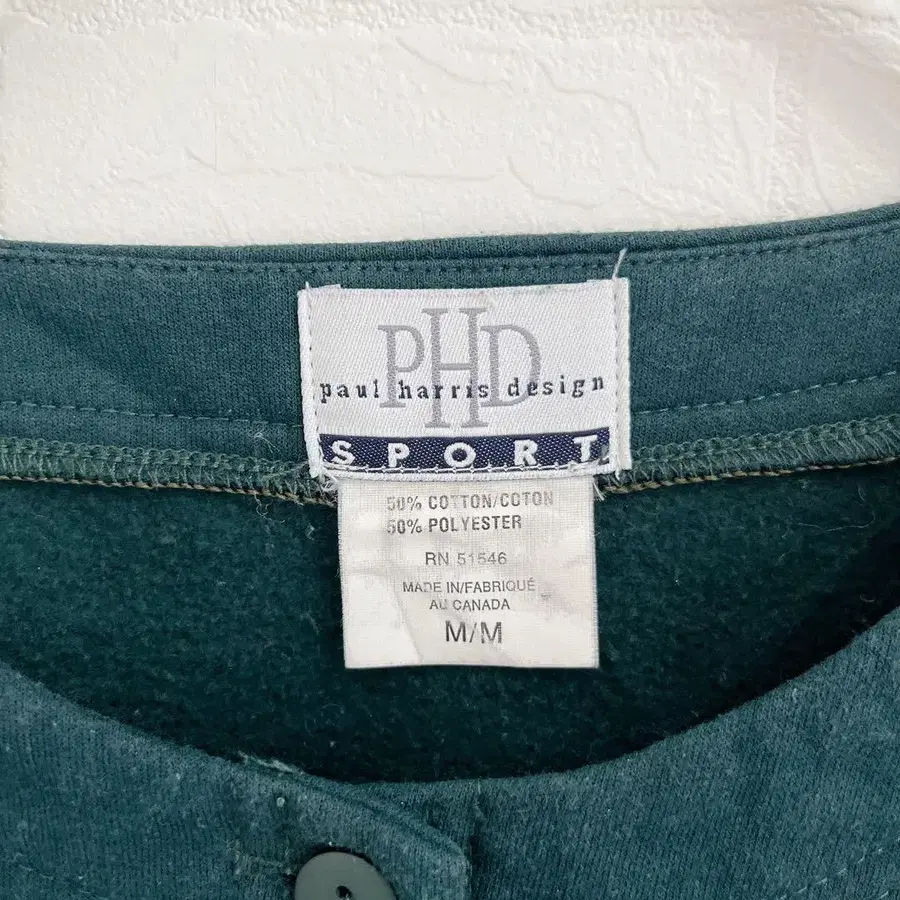 PHD
paul harris design
SPORT
50% COTTON/COTON
50% POLYESTER
RN 51546
MADE IN/FABRIQUÉ
AU CANADA
M/M